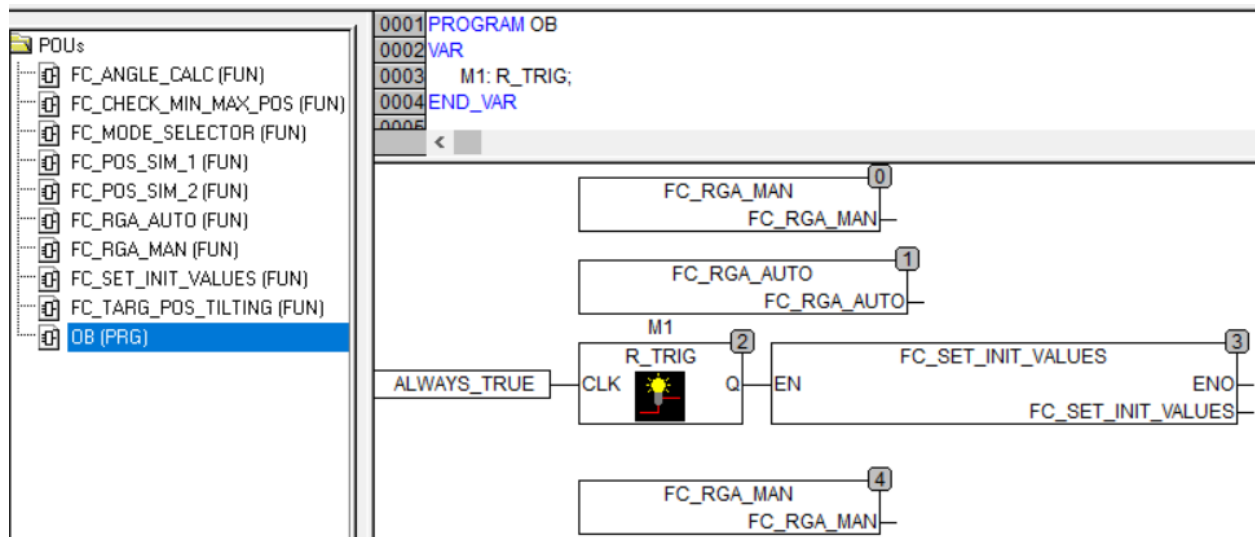 POUs
FC_ANGLE_CALC (FUN)
FC_CHECK_MIN_MAX_POS (FUN)
FC_MODE_SELECTOR (FUN)
FC_POS_SIM_1 (FUN)
FC_POS_SIM_2 (FUN)
FC_RGA_AUTO (FUN)
FC_RGA_MAN (FUN)
FC_SET_INIT_VALUES (FUN)
FC_TARG_POS_TILTING (FUN)
OB (PRG)
0001 PROGRAM OB
0002 VAR
0003 M1: R_TRIG;
0004 END_VAR
0005
<
0
FC_RGA_MAN
FC_RGA_MAN
1
FC_RGA_AUTO
FC_RGA_AUTO
M1
2 3
R_TRIG FC_SET_INIT_VALUES
ALWAYS_TRUE CLK Q EN ENO
FC_SET_INIT_VALUES
4
FC_RGA_MAN
FC_RGA_MAN